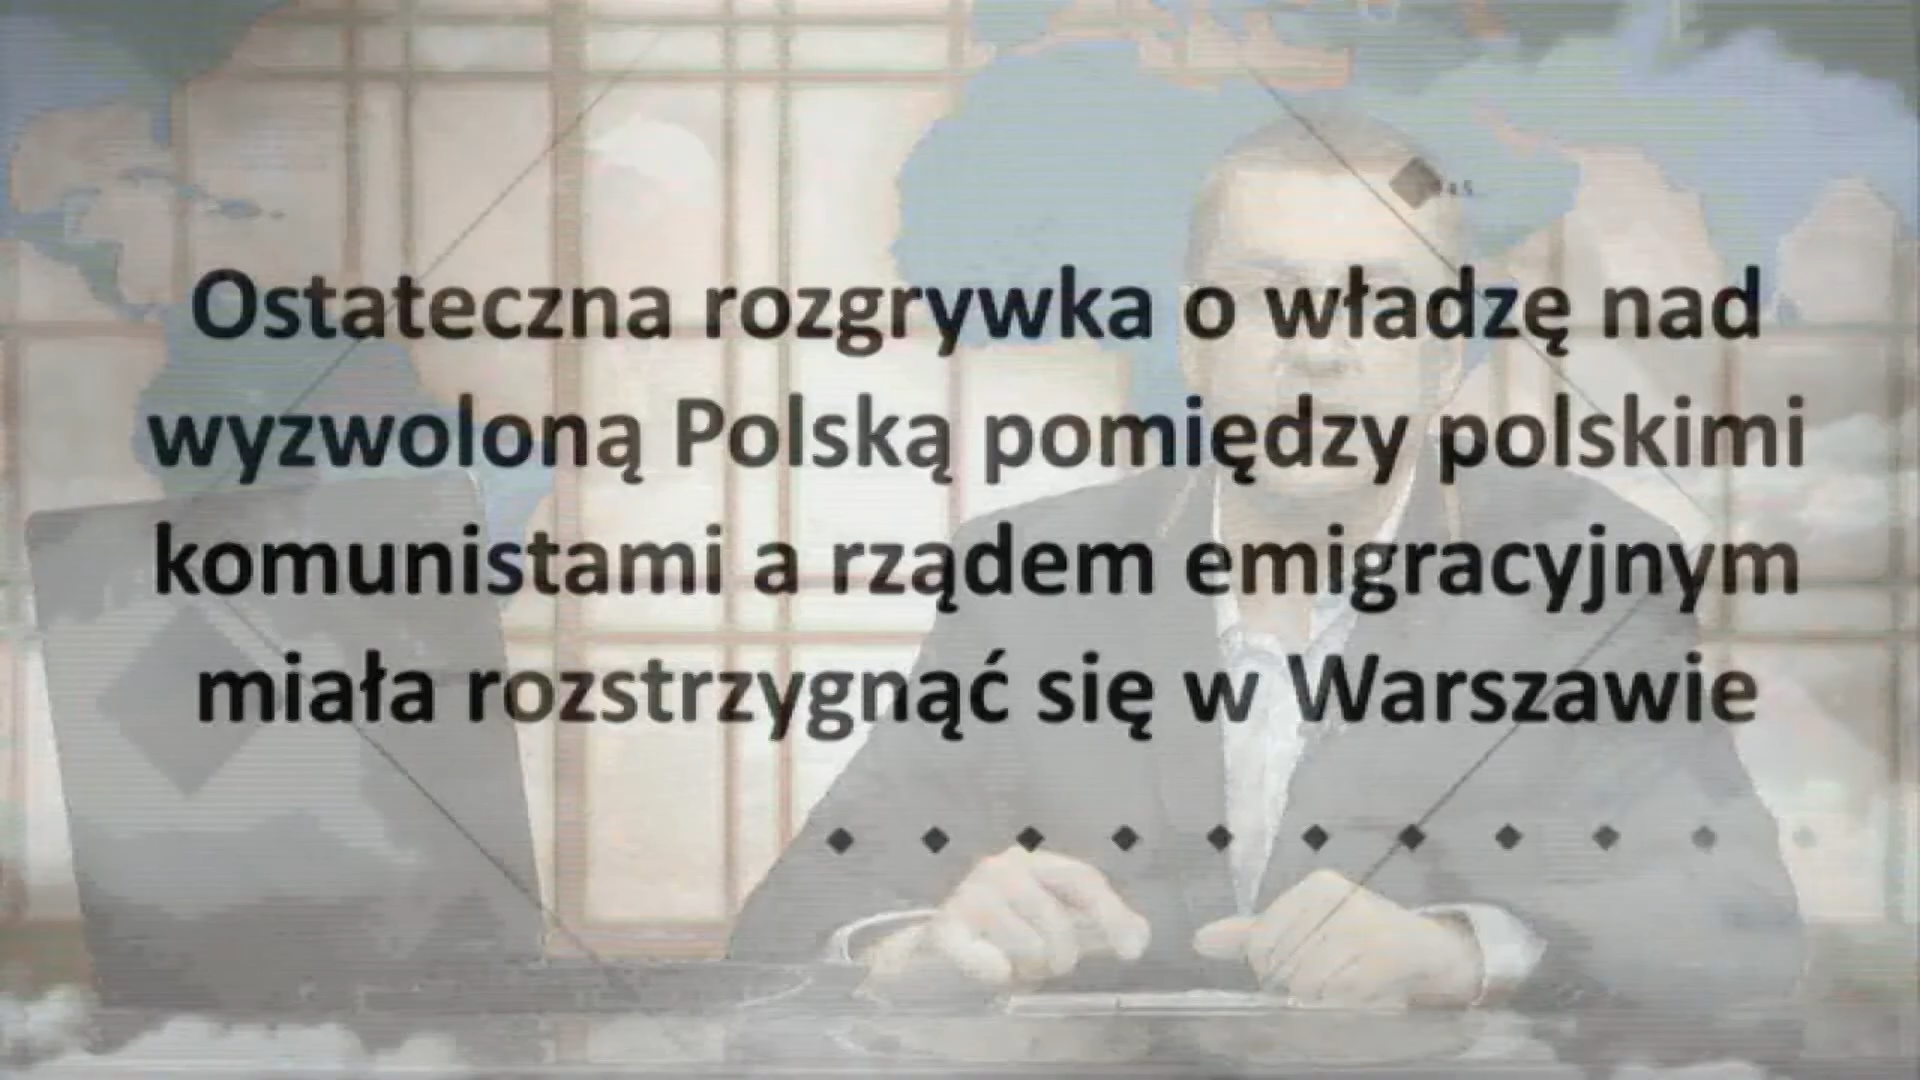 Ostateczna rozgrywka o władzę nad
wyzwoloną Polską pomiędzy polskimi
komunistami a rządem emigracyjnym
miała rozstrzygnąć się w Warszawie